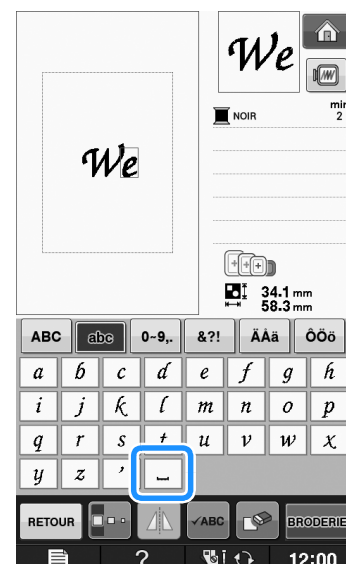 We
We
min
NOIR 2
34.1 mm
58.3 mm
ABC abc 0~9,. &?! ÄÅä ÔÖö
a b c d e f g h
i j k l m n o p
q r s t u v w x
y z ’ ⎵
RETOUR ✓ABC BRODERIE
? 12:00